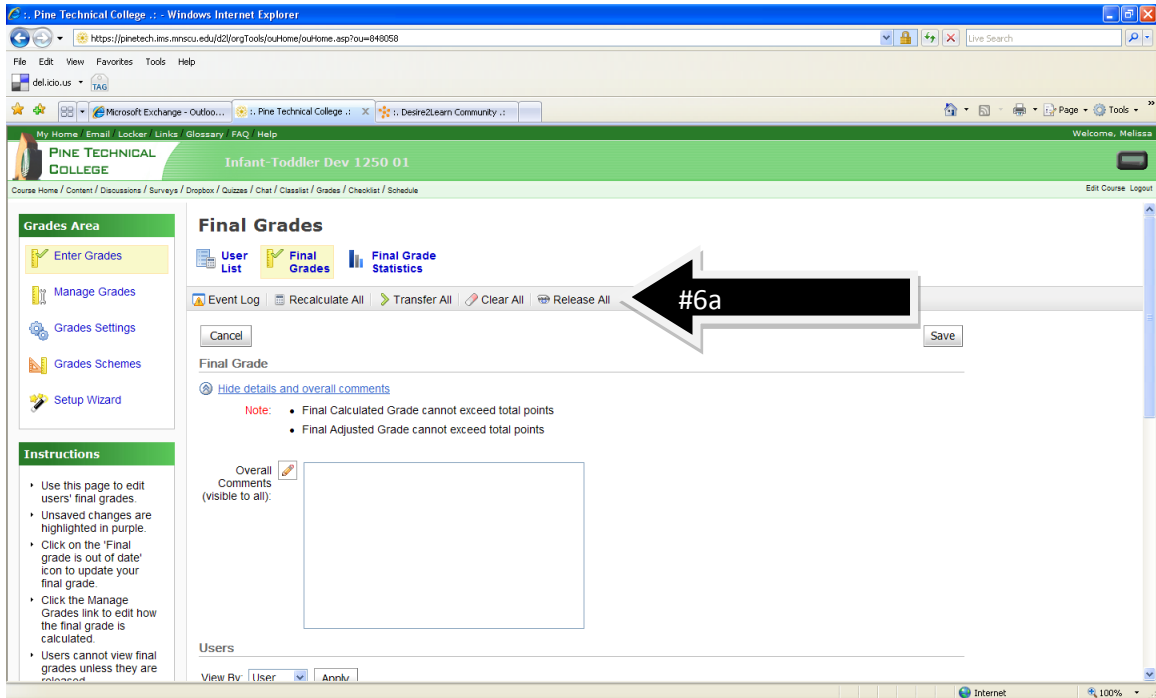 :. Pine Technical College .: - Windows Internet Explorer
https://pinetech.ims.mnscu.edu/d2l/orgTools/ouHome/ouHome.asp?ou=848058
Live Search
File Edit View Favorites Tools Help
del.icio.us TAG
Microsoft Exchange - Outloo... :. Pine Technical College .: X :. Desire2Learn Community .:
Page Tools »
My Home / Email / Locker / Links / Glossary / FAQ / Help
Welcome, Melissa
PINE TECHNICAL
COLLEGE
Infant-Toddler Dev 1250 01
Course Home / Content / Discussions / Surveys / Dropbox / Quizzes / Chat / Classlist / Grades / Checklist / Schedule
Edit Course Logout
Grades Area
Enter Grades
Manage Grades
Grades Settings
Grades Schemes
Setup Wizard
Instructions
‣ Use this page to edit
users' final grades.
‣ Unsaved changes are
highlighted in purple.
‣ Click on the 'Final
grade is out of date'
icon to update your
final grade.
‣ Click the Manage
Grades link to edit how
the final grade is
calculated.
‣ Users cannot view final
grades unless they are
released
Final Grades
User
List
Final
Grades
Final Grade
Statistics
Event Log Recalculate All Transfer All Clear All Release All
#6a
Cancel
Save
Final Grade
Hide details and overall comments
Note: • Final Calculated Grade cannot exceed total points
• Final Adjusted Grade cannot exceed total points
Overall
Comments
(visible to all):
Users
View By: User Apply
Internet 100%